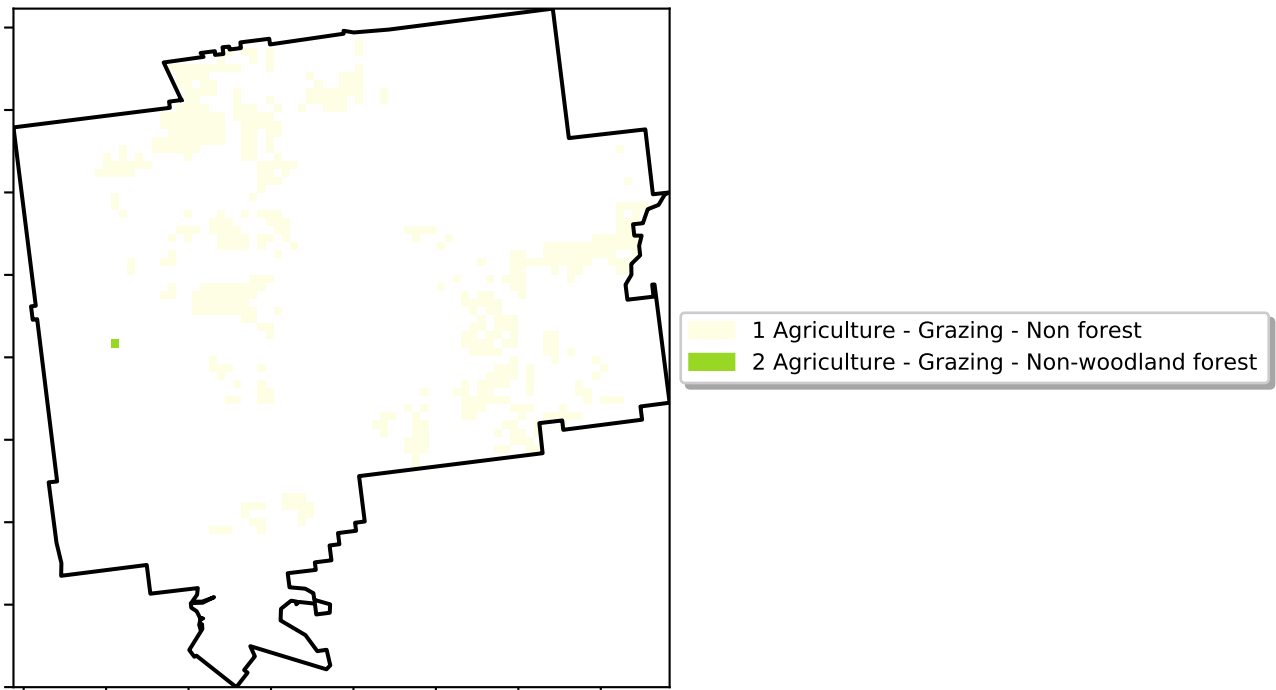 1 Agriculture - Grazing - Non forest
2 Agriculture - Grazing - Non-woodland forest